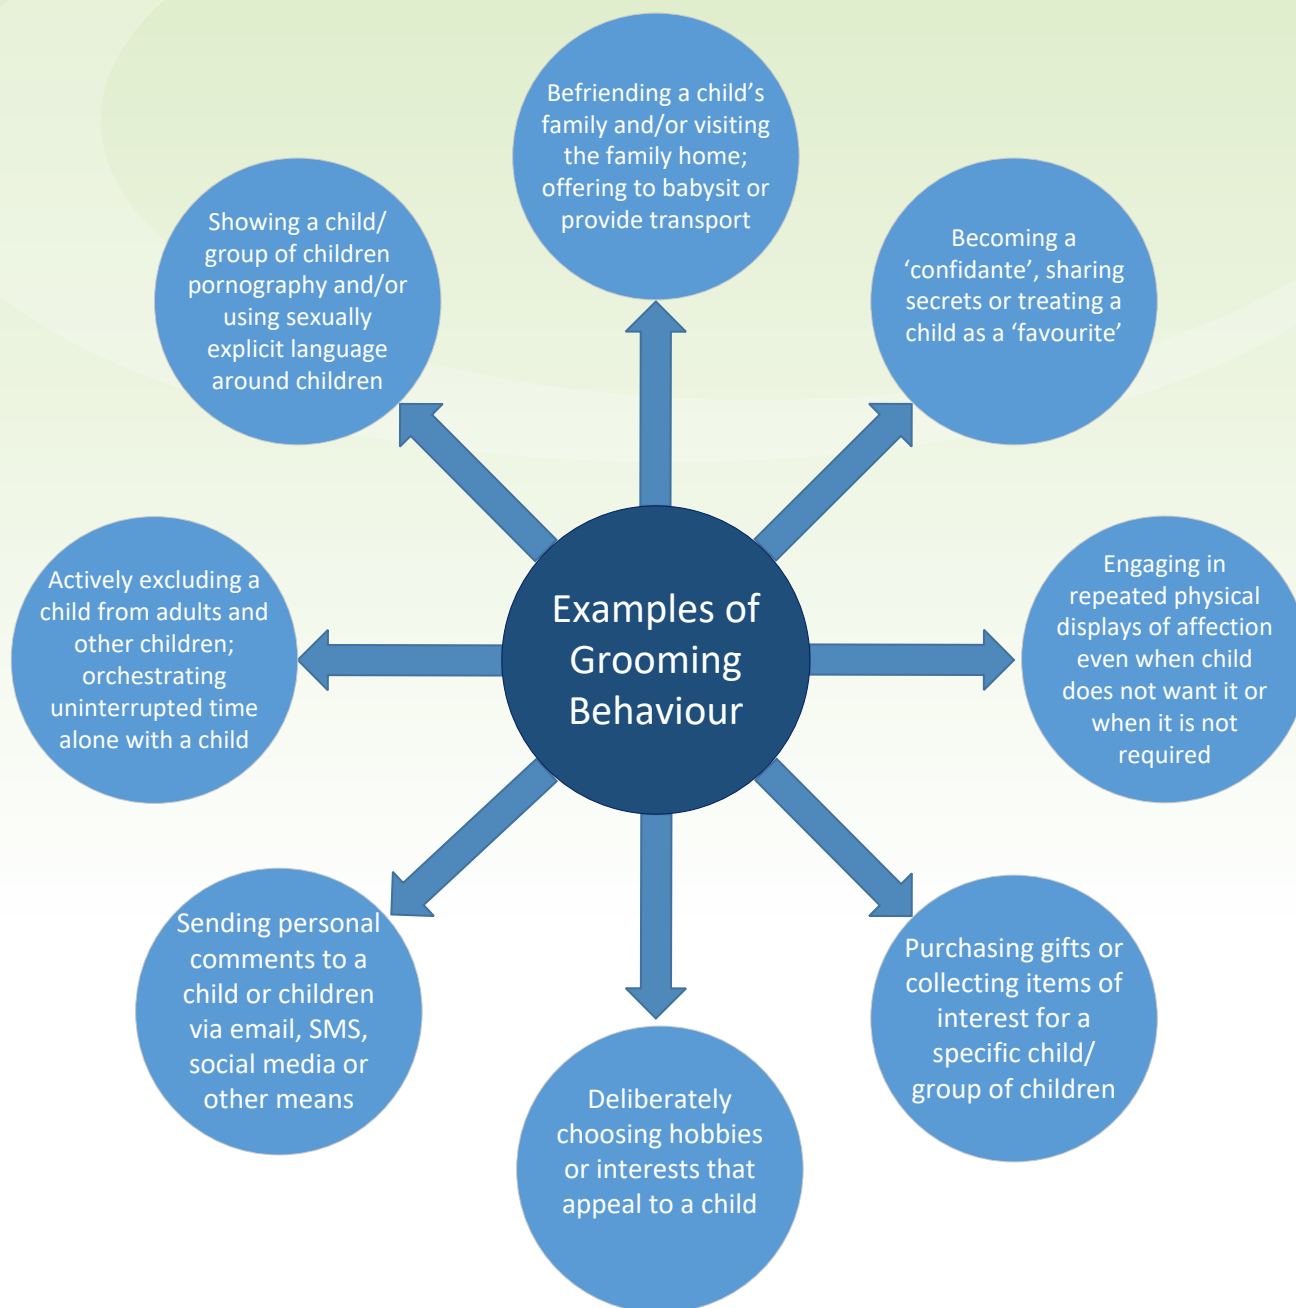 Befriending a child’s
family and/or visiting
the family home;
offering to babysit or
provide transport
Becoming a
‘confidante’, sharing
secrets or treating a
child as a ‘favourite’
Engaging in
repeated physical
displays of affection
even when child
does not want it or
when it is not
required
Purchasing gifts or
collecting items of
interest for a
specific child/
group of children
Deliberately
choosing hobbies
or interests that
appeal to a child
Sending personal
comments to a
child or children
via email, SMS,
social media or
other means
Actively excluding a
child from adults and
other children;
orchestrating
uninterrupted time
alone with a child
Showing a child/
group of children
pornography and/or
using sexually
explicit language
around children
Examples of
Grooming
Behaviour